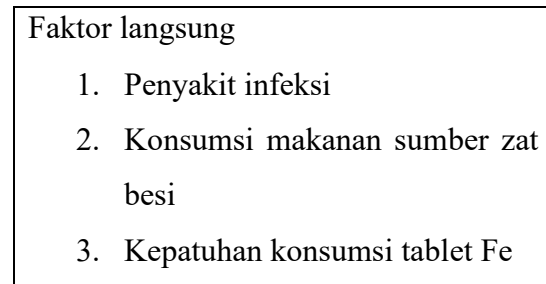 Faktor langsung
1. Penyakit infeksi
2. Konsumsi makanan sumber zat
besi
3. Kepatuhan konsumsi tablet Fe